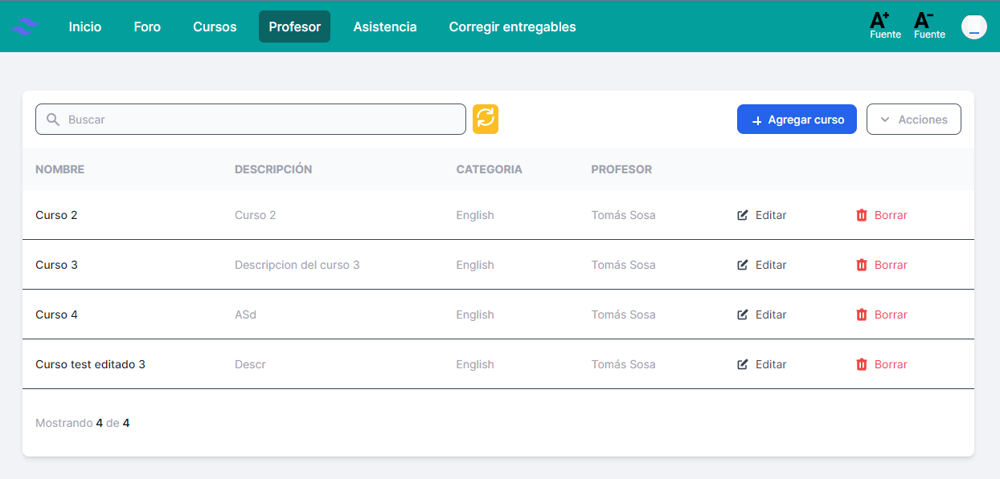 Inicio Foro Cursos Profesor Asistencia Corregir entregables A+ Fuente A− Fuente
Buscar + Agregar curso Acciones
NOMBRE DESCRIPCIÓN CATEGORIA PROFESOR
Curso 2 Curso 2 English Tomás Sosa Editar Borrar
Curso 3 Descripcion del curso 3 English Tomás Sosa Editar Borrar
Curso 4 ASd English Tomás Sosa Editar Borrar
Curso test editado 3 Descr English Tomás Sosa Editar Borrar
Mostrando 4 de 4